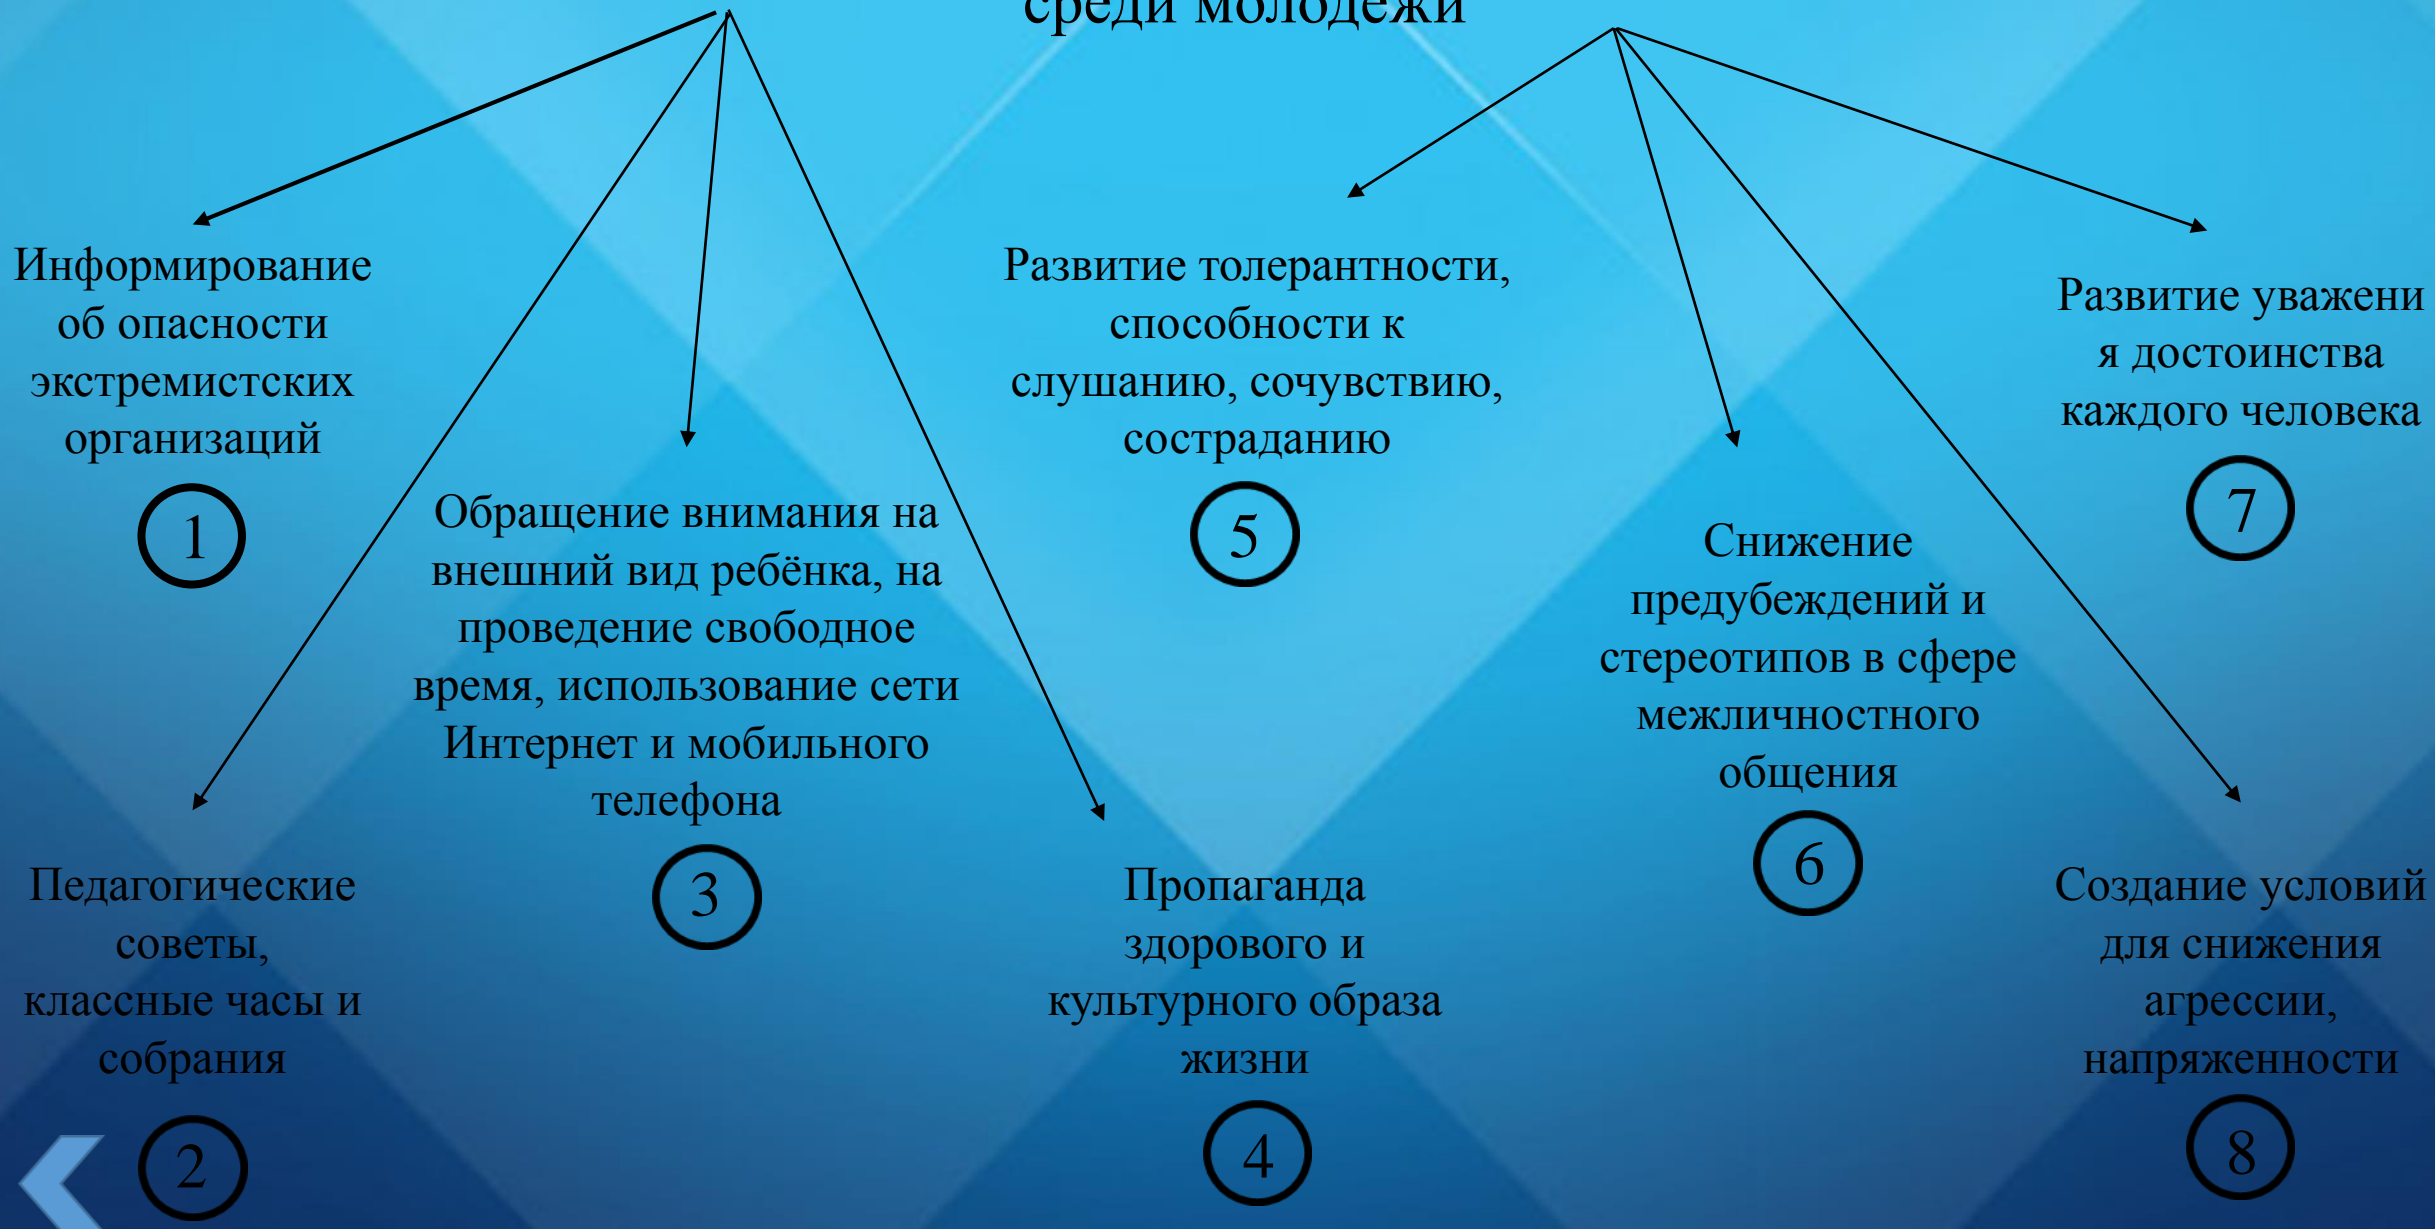 среди молодежи
Информирование
об опасности
экстремистских
организаций
1
Педагогические
советы,
классные часы и
собрания
2
Обращение внимания на
внешний вид ребёнка, на
проведение свободное
время, использование сети
Интернет и мобильного
телефона
3
Пропаганда
здорового и
культурного образа
жизни
4
Развитие толерантности,
способности к
слушанию, сочувствию,
состраданию
5
Снижение
предубеждений и
стереотипов в сфере
межличностного
общения
6
Развитие уважени
я достоинства
каждого человека
7
Создание условий
для снижения
агрессии,
напряженности
8